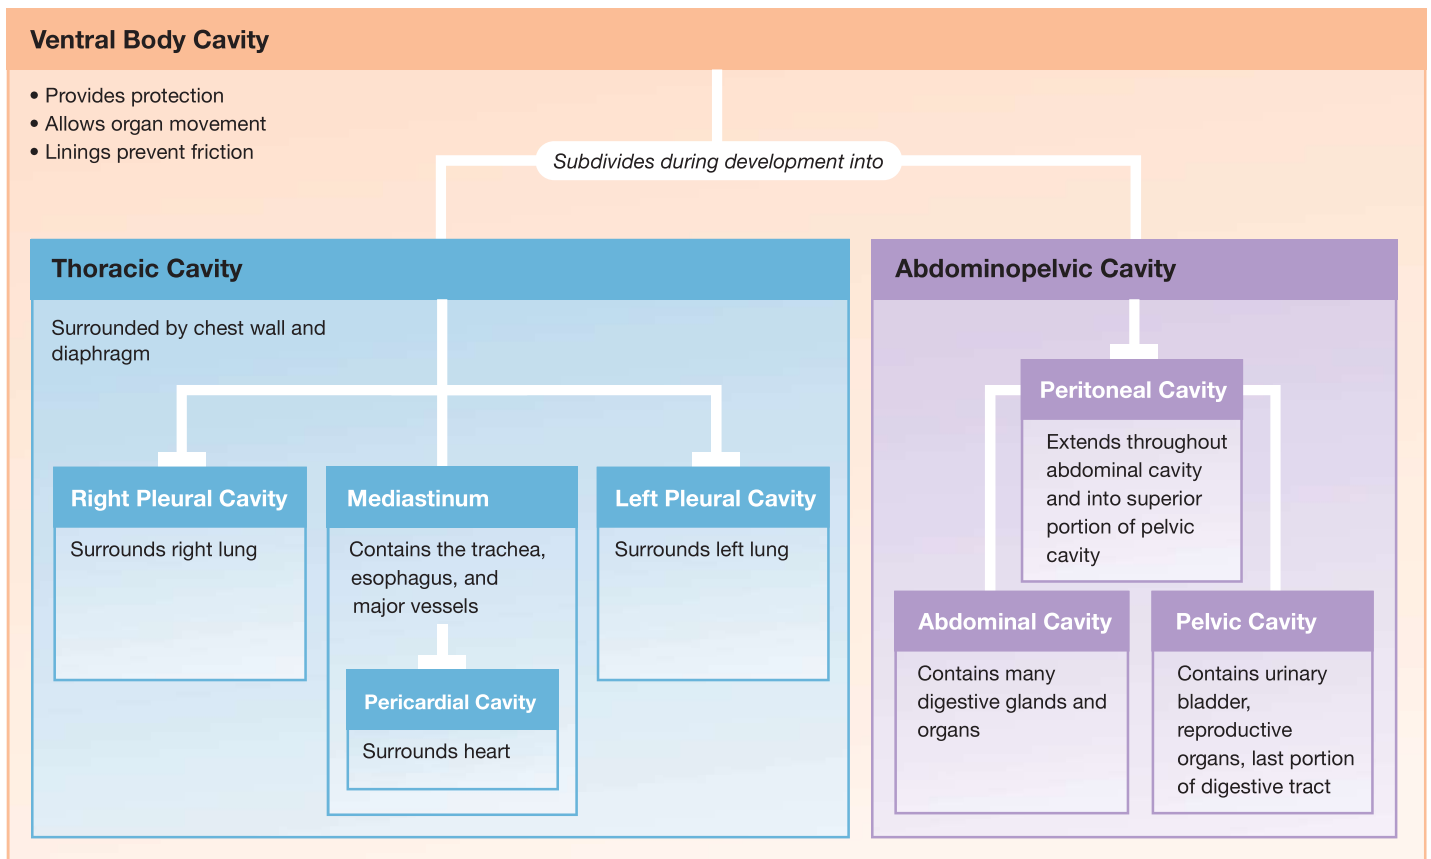 Ventral Body Cavity
• Provides protection
• Allows organ movement
• Linings prevent friction
Subdivides during development into
Thoracic Cavity
Surrounded by chest wall and
diaphragm
Right Pleural Cavity
Surrounds right lung
Mediastinum
Contains the trachea,
esophagus, and
major vessels
Pericardial Cavity
Surrounds heart
Left Pleural Cavity
Surrounds left lung
Abdominopelvic Cavity
Peritoneal Cavity
Extends throughout
abdominal cavity
and into superior
portion of pelvic
cavity
Abdominal Cavity
Contains many
digestive glands and
organs
Pelvic Cavity
Contains urinary
bladder,
reproductive
organs, last portion
of digestive tract